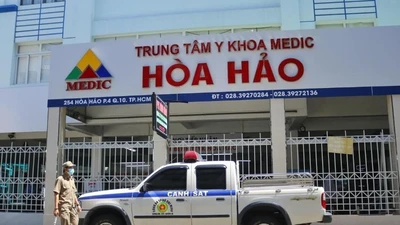 TRUNG TÂM Y KHOA MEDIC
HÒA HẢO
MEDIC
254 HÒA HẢO P.4 Q.10, TP.HCM
ĐT : 028.39270284 - 028.39272136
CẢNH SÁT